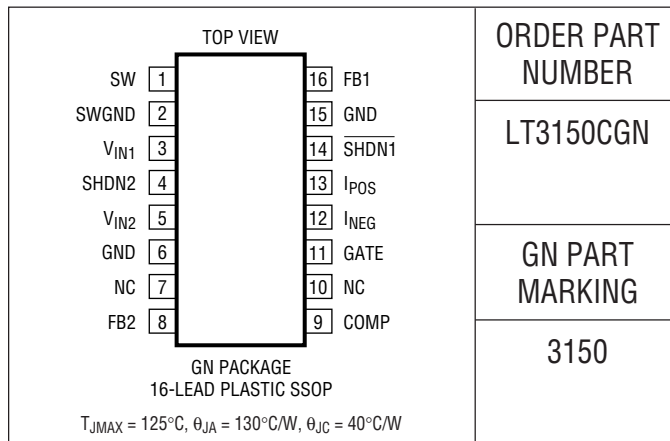 TOP VIEW
SW 1
SWGND 2
VIN1 3
SHDN2 4
VIN2 5
GND 6
NC 7
FB2 8
16 FB1
15 GND
14 SHDN1
13 IPOS
12 INEG
11 GATE
10 NC
9 COMP
GN PACKAGE
16-LEAD PLASTIC SSOP
TJMAX = 125°C, θJA = 130°C/W, θJC = 40°C/W
ORDER PART
NUMBER
LT3150CGN
GN PART
MARKING
3150